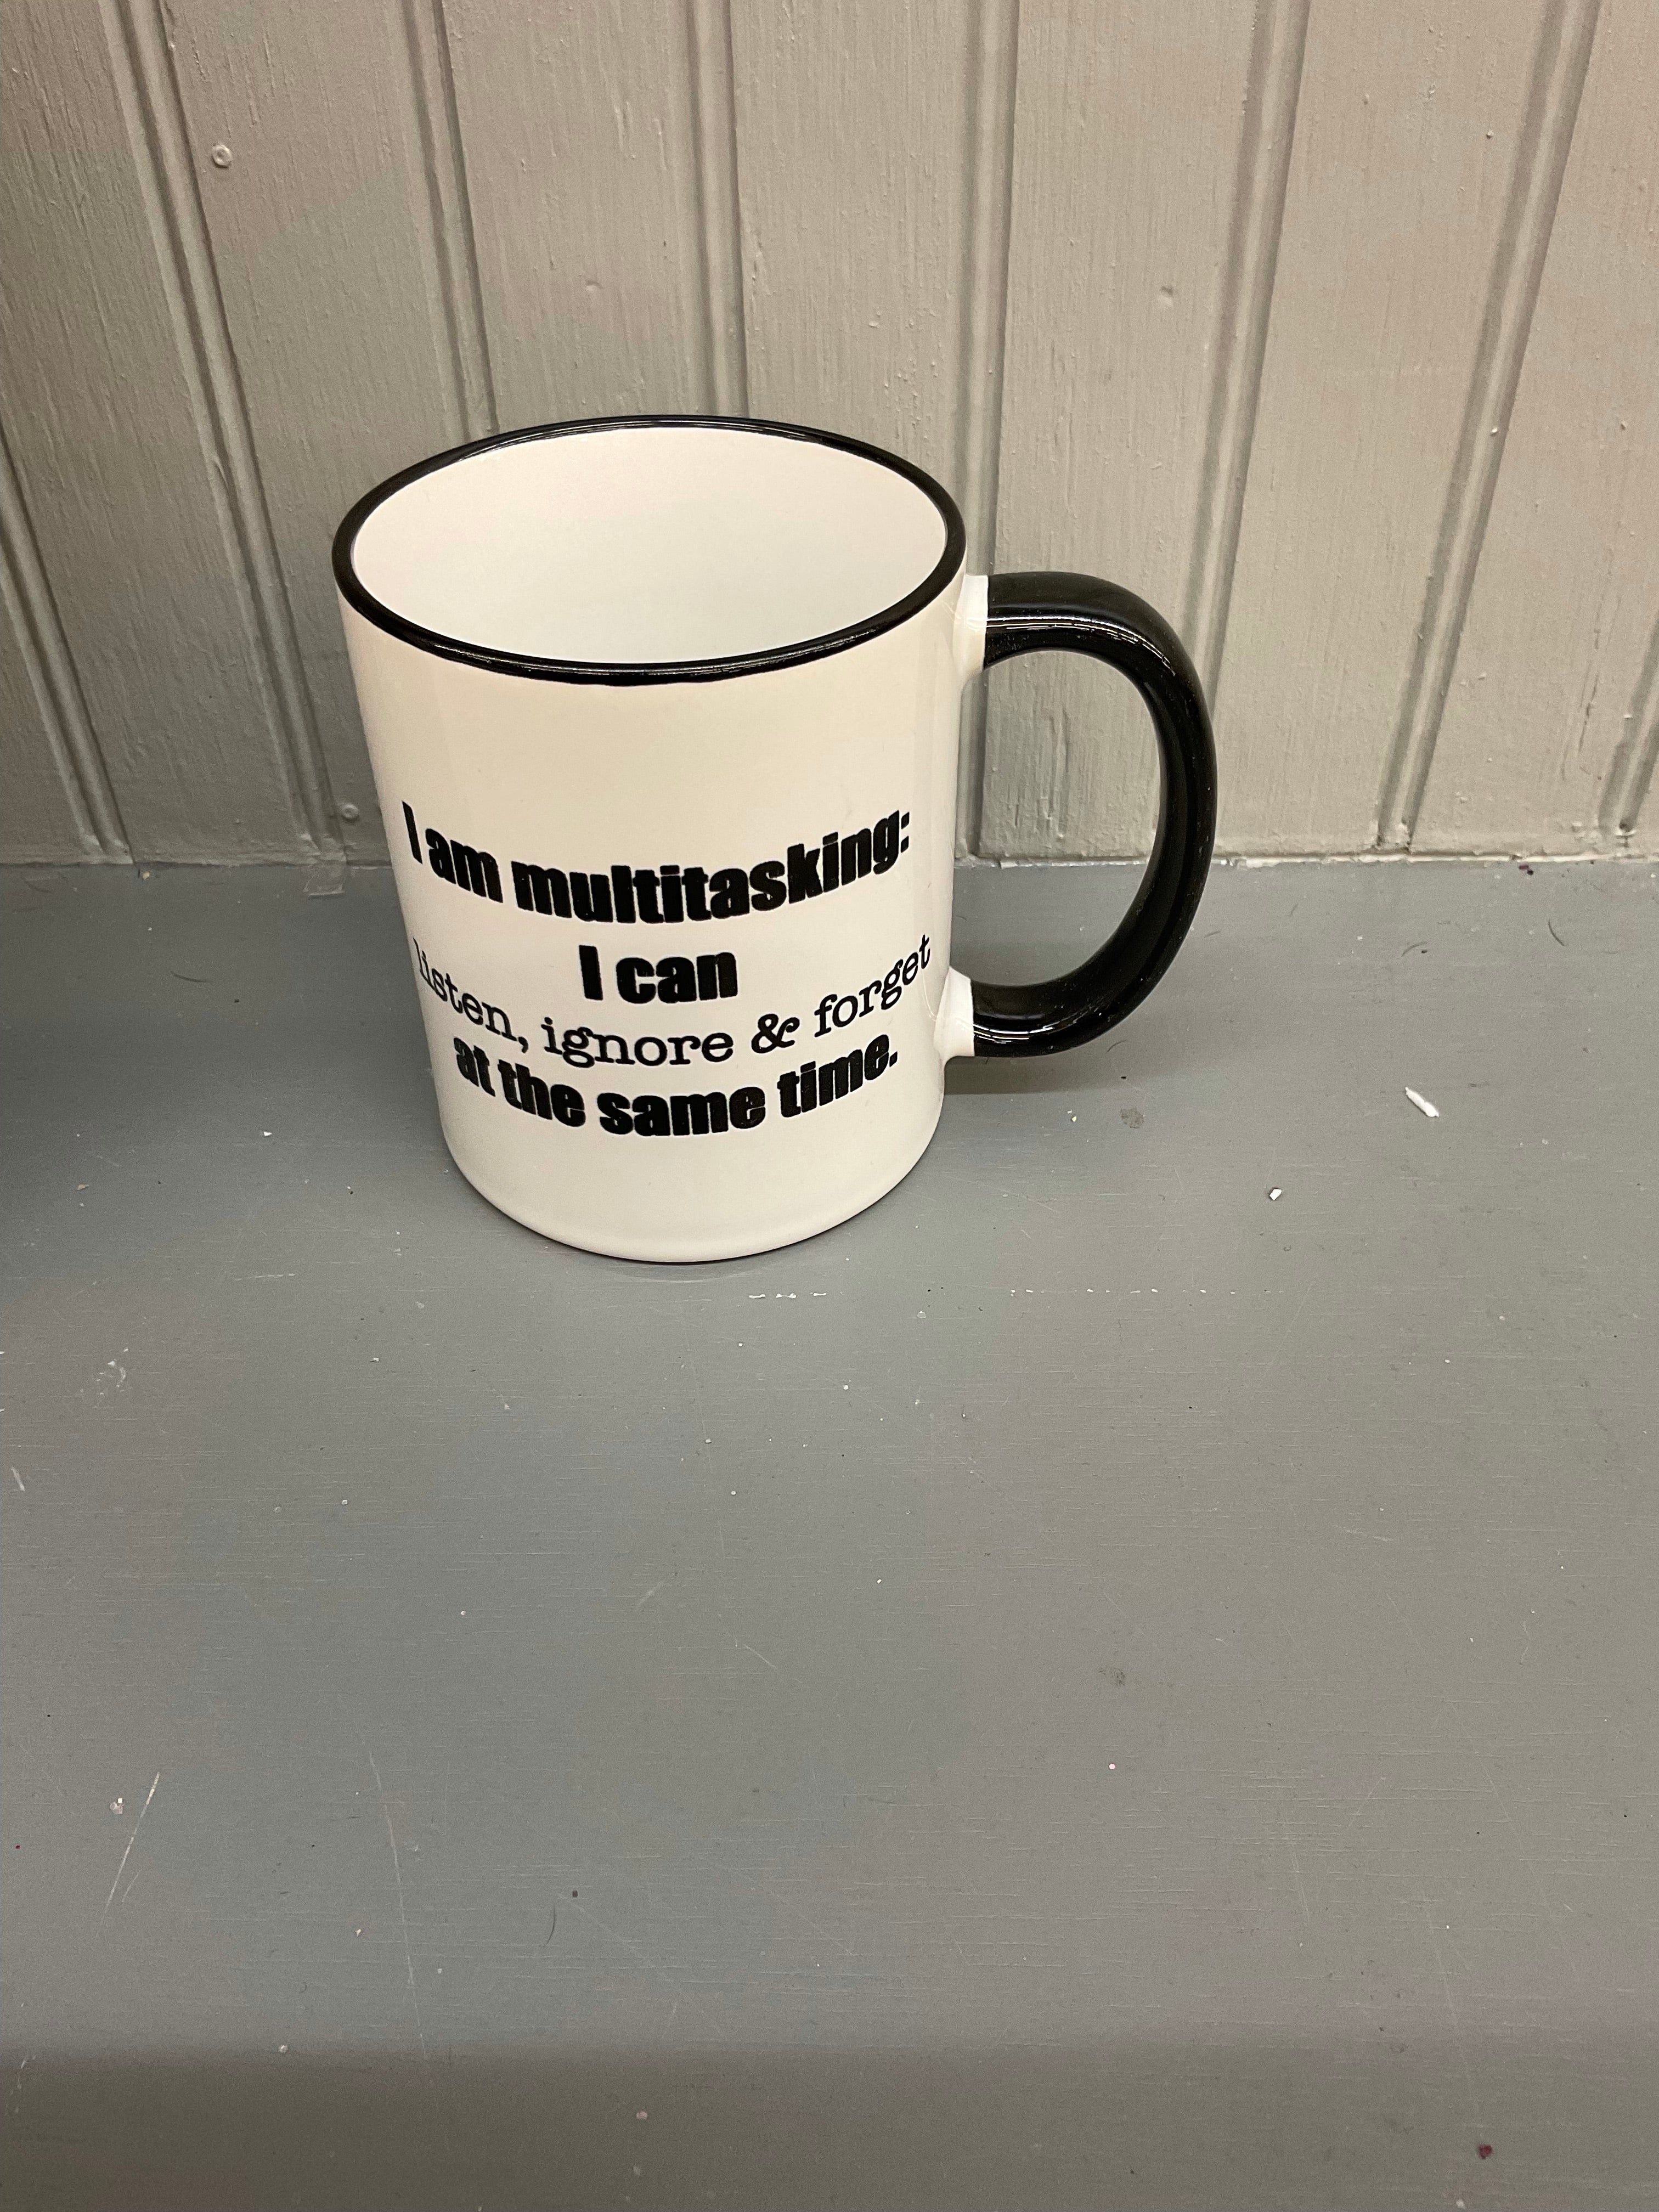 I am multitasking:
I can
listen, ignore & forget
at the same time.